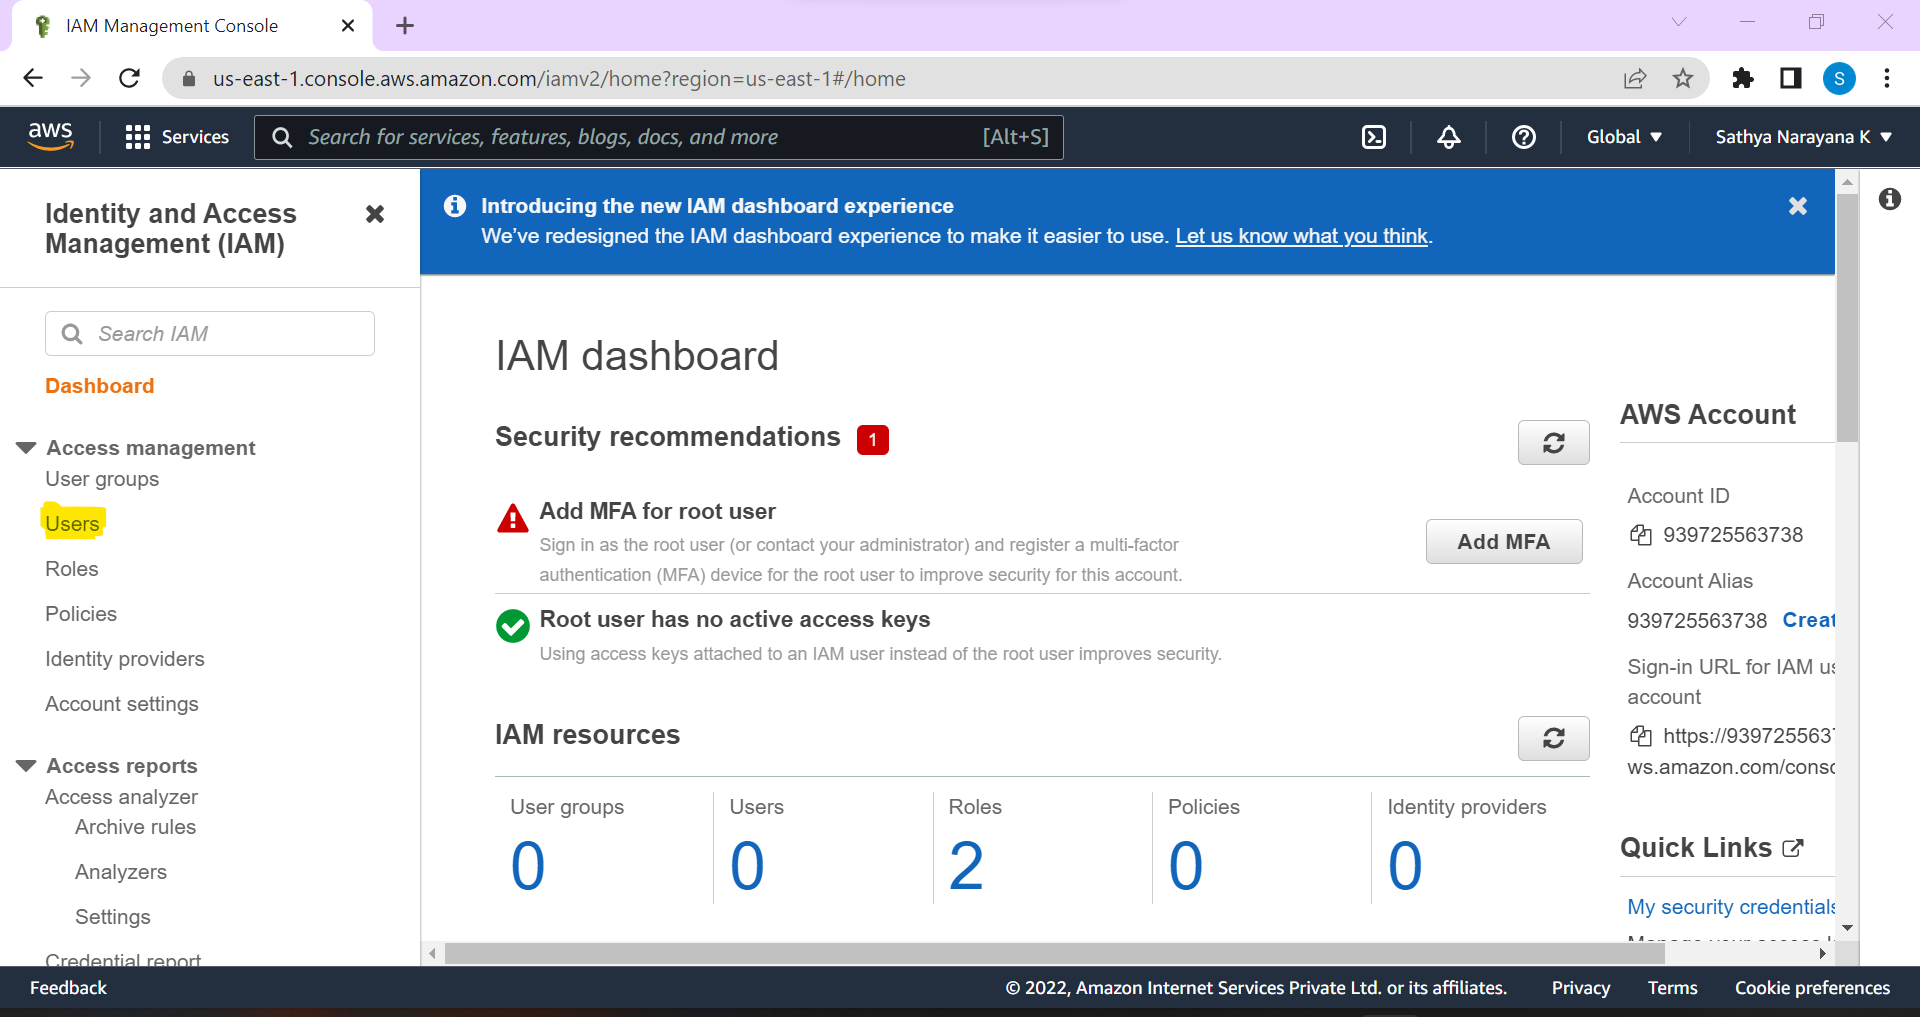 IAM Management Console
us-east-1.console.aws.amazon.com/iamv2/home?region=us-east-1#/home
S
aws
Services
Search for services, features, blogs, docs, and more
[Alt+S]
Global
Sathya Narayana K
Identity and Access
Management (IAM)
Search IAM
Dashboard
Access management
User groups
Users
Roles
Policies
Identity providers
Account settings
Access reports
Access analyzer
Archive rules
Analyzers
Settings
Credential report
Introducing the new IAM dashboard experience
We've redesigned the IAM dashboard experience to make it easier to use. Let us know what you think.
IAM dashboard
Security recommendations 1
Add MFA for root user
Sign in as the root user (or contact your administrator) and register a multi-factor
authentication (MFA) device for the root user to improve security for this account.
Add MFA
Root user has no active access keys
Using access keys attached to an IAM user instead of the root user improves security.
IAM resources
User groups
0
Users
0
Roles
2
Policies
0
Identity providers
0
AWS Account
Account ID
939725563738
Account Alias
939725563738 Creat
Sign-in URL for IAM us
account
https://9397255637
ws.amazon.com/conso
Quick Links
My security credentials
Feedback
© 2022, Amazon Internet Services Private Ltd. or its affiliates.
Privacy
Terms
Cookie preferences